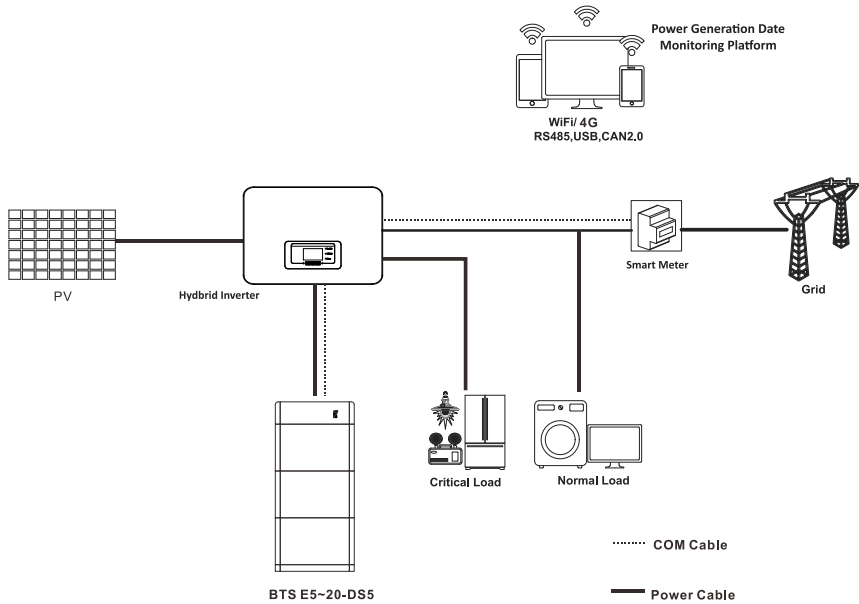 Power Generation Date
Monitoring Platform
WiFi/ 4G
RS485,USB,CAN2.0
PV
Hydbrid Inverter
Smart Meter
Grid
Critical Load
Normal Load
BTS E5~20-DS5
COM Cable
Power Cable